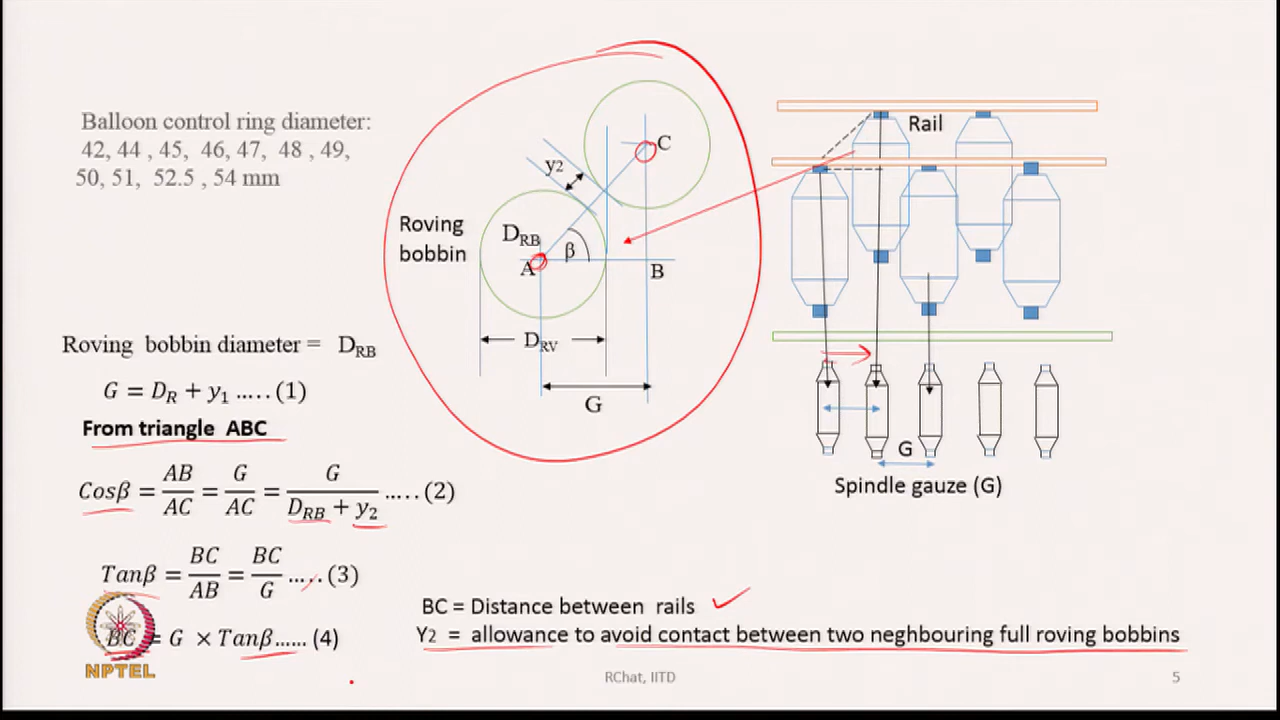 Balloon control ring diameter:
42, 44 , 45, 46, 47, 48 , 49,
50, 51, 52.5 , 54 mm
Roving
bobbin
y2
C
DRB
β
A
B
DRV
G
Rail
G
Spindle gauze (G)
Roving bobbin diameter = DRB
G = DR + y1 ..... (1)
From triangle ABC
Cosβ = AB/AC = G/AC = G/(DRB + y2) ..... (2)
Tanβ = BC/AB = BC/G ..... (3)
BC = G × Tanβ ...... (4)
BC = Distance between rails
Y2 = allowance to avoid contact between two neghbouring full roving bobbins
NPTEL
RChat, IITD
5